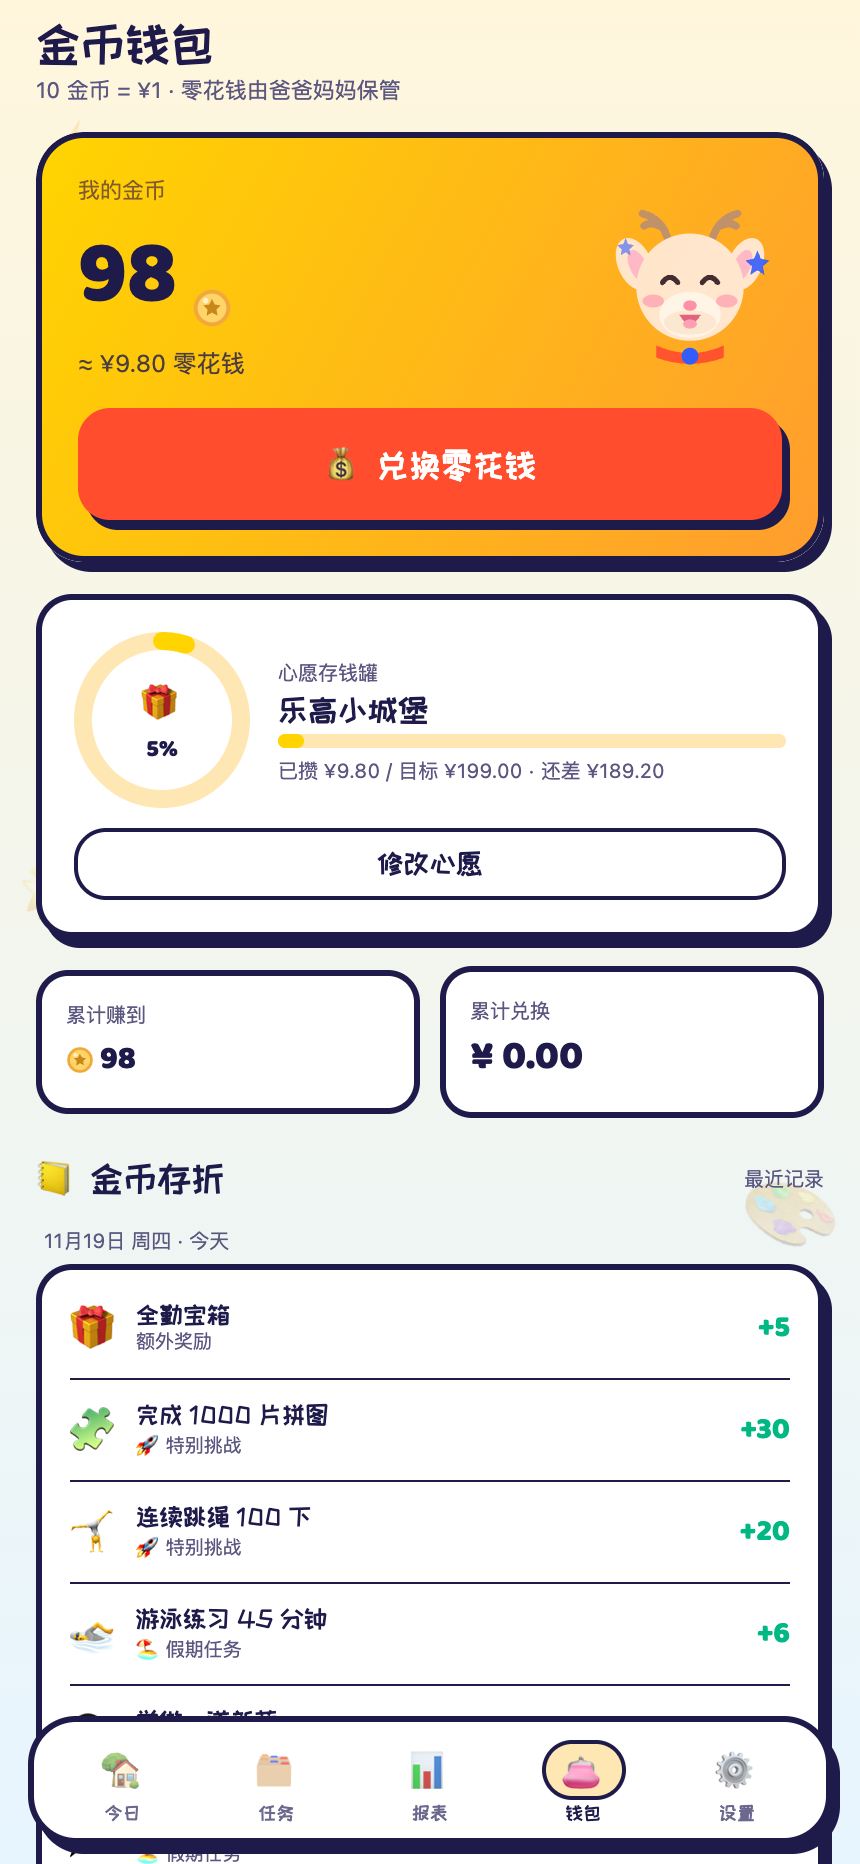 金币钱包
10 金币 = ¥1 · 零花钱由爸爸妈妈保管
我的金币
98
≈ ¥9.80 零花钱
兑换零花钱
心愿存钱罐
乐高小城堡
5%
已攒 ¥9.80 / 目标 ¥199.00 · 还差 ¥189.20
修改心愿
累计赚到
98
累计兑换
¥ 0.00
金币存折
最近记录
11月19日 周四 · 今天
全勤宝箱
额外奖励
+5
完成 1000 片拼图
特别挑战
+30
连续跳绳 100 下
特别挑战
+20
游泳练习 45 分钟
假期任务
+6
今日
任务
报表
钱包
设置
假期任务